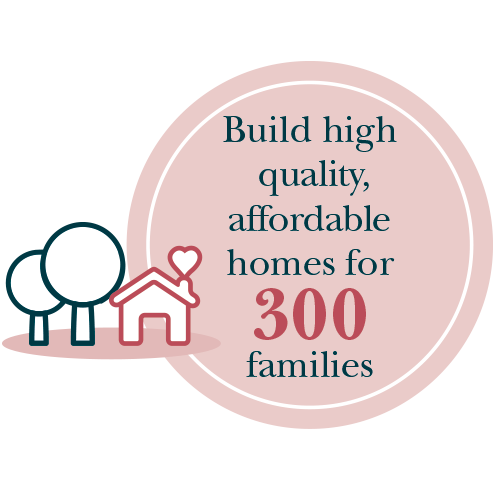 Build high
quality,
affordable
homes for
300
families